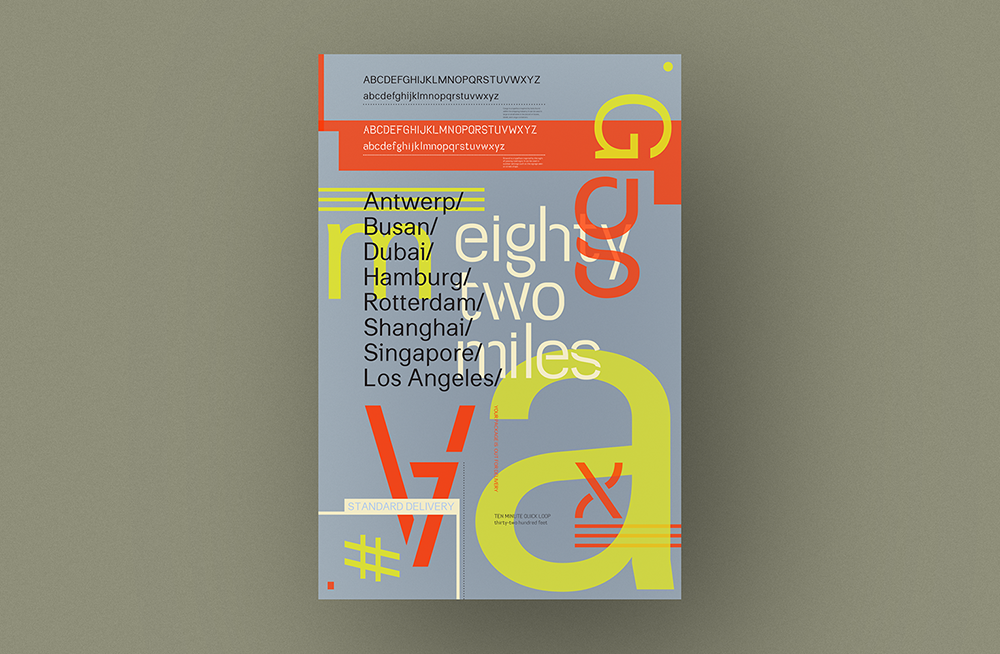 ABCDEFGHIJKLMNOPQRSTUVWXYZ
abcdefghijklmnopqrstuvwxyz
ABCDEFGHIJKLMNOPQRSTUVWXYZ
abcdefghijklmnopqrstuvwxyz
G
g
m
Antwerp/
Busan/
Dubai/
Hamburg/
Rotterdam/
Shanghai/
Singapore/
Los Angeles/
eighty
two
miles
a
STANDARD DELIVERY
#
TEN MINUTE QUICK LOOP
thirty-two hundred feet